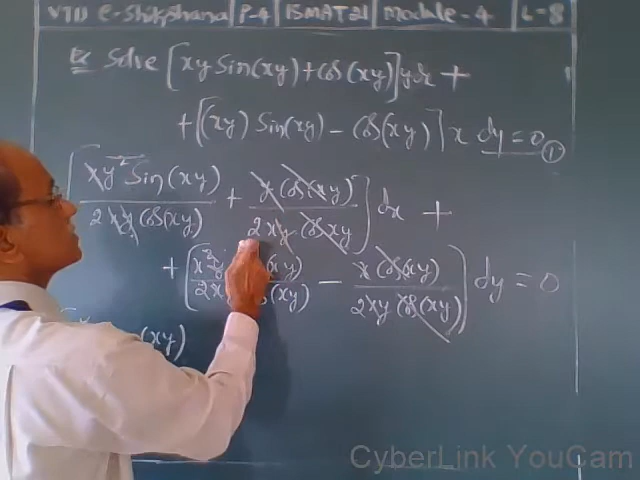 VTU E-Shikshana P-4 15MAT21 Module-4 L-8
Ex Solve [xy Sin(xy) + Cos(xy)] y dx +
+ [(xy) Sin(xy) - Cos(xy)] x dy = 0 ①
[xy² Sin(xy) / 2xy Cos(xy) + y Cos(xy) / 2xy Cos(xy)] dx +
+ [x²y (xy) / 2x (xy) - x Cos(xy) / 2xy Cos(xy)] dy = 0
(xy)
CyberLink YouCam